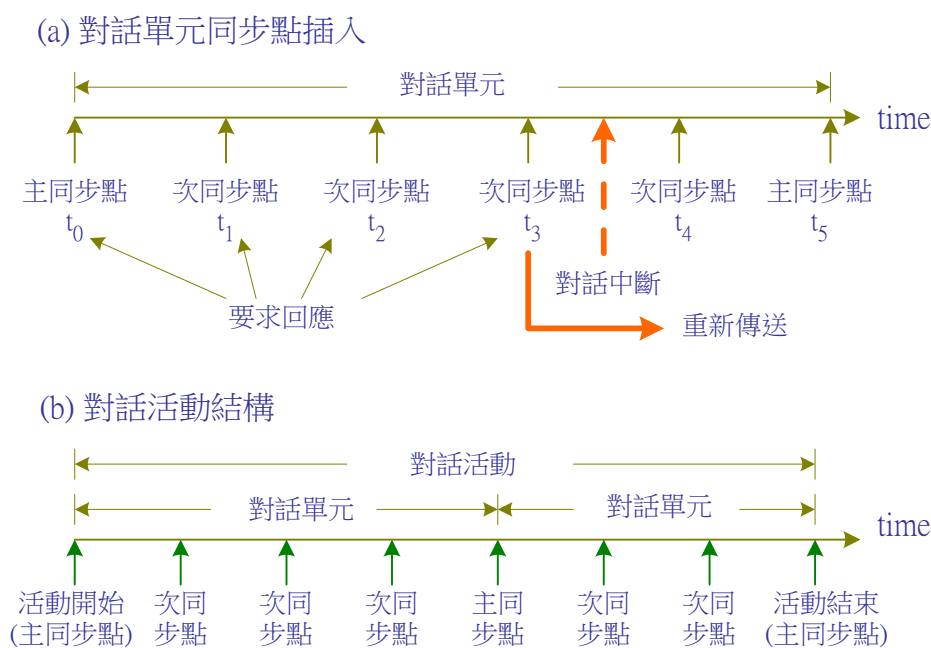 (a) 對話單元同步點插入
對話單元
time
主同步點 次同步點 次同步點 次同步點 次同步點 主同步點
t0 t1 t2 t3 t4 t5
對話中斷
要求回應
重新傳送
(b) 對話活動結構
對話活動
對話單元 對話單元
time
活動開始 次同 次同 次同 主同 次同 次同 活動結束
(主同步點) 步點 步點 步點 步點 步點 步點 (主同步點)